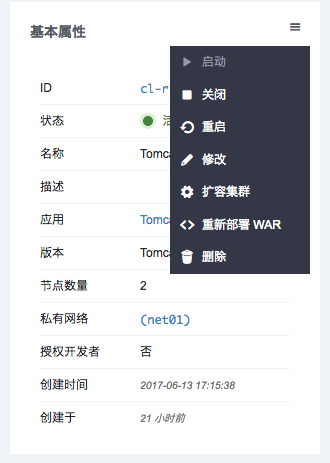 基本属性
启动
关闭
重启
修改
扩容集群
重新部署 WAR
删除
ID cl-r
状态 活
名称 Tomc
描述
应用 Tomc
版本 Tomc
节点数量 2
私有网络 (net01)
授权开发者 否
创建时间 2017-06-13 17:15:38
创建于 21 小时前